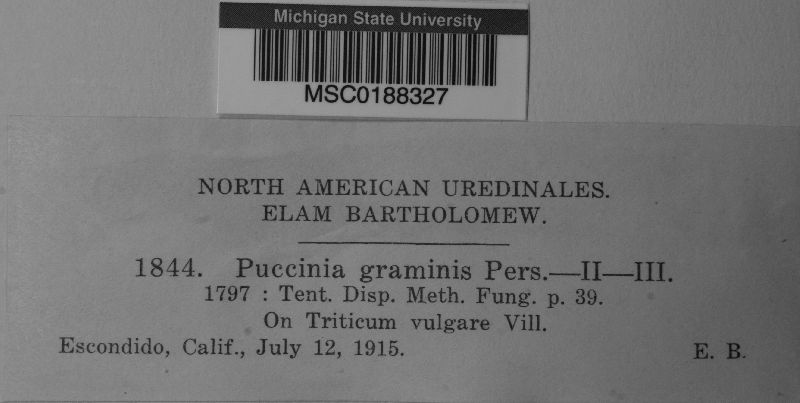 Michigan State University
MSC0188327
NORTH AMERICAN UREDINALES.
ELAM BARTHOLOMEW.
1844. Puccinia graminis Pers.—II—III.
1797 : Tent. Disp. Meth. Fung. p. 39.
On Triticum vulgare Vill.
Escondido, Calif., July 12, 1915. E. B.